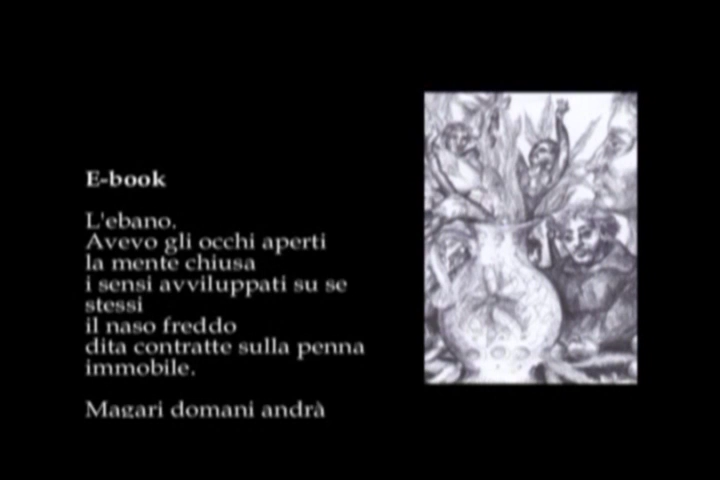 E-book
L'ebano.
Avevo gli occhi aperti
la mente chiusa
i sensi avviluppati su se
stessi
il naso freddo
dita contratte sulla penna
immobile.
Magari domani andrà